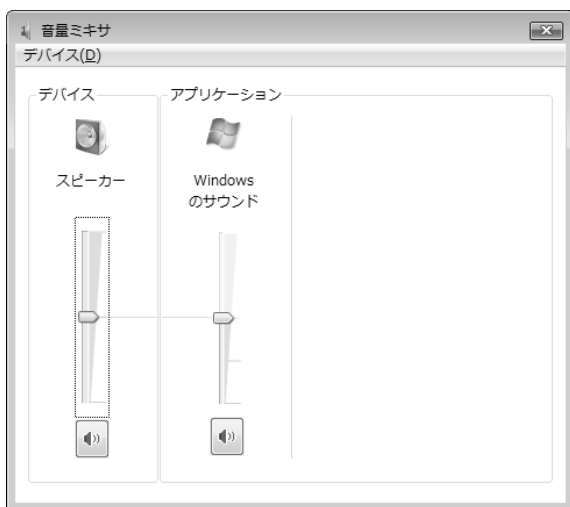 音量ミキサ
デバイス(D)
デバイス
アプリケーション
スピーカー
Windows
のサウンド